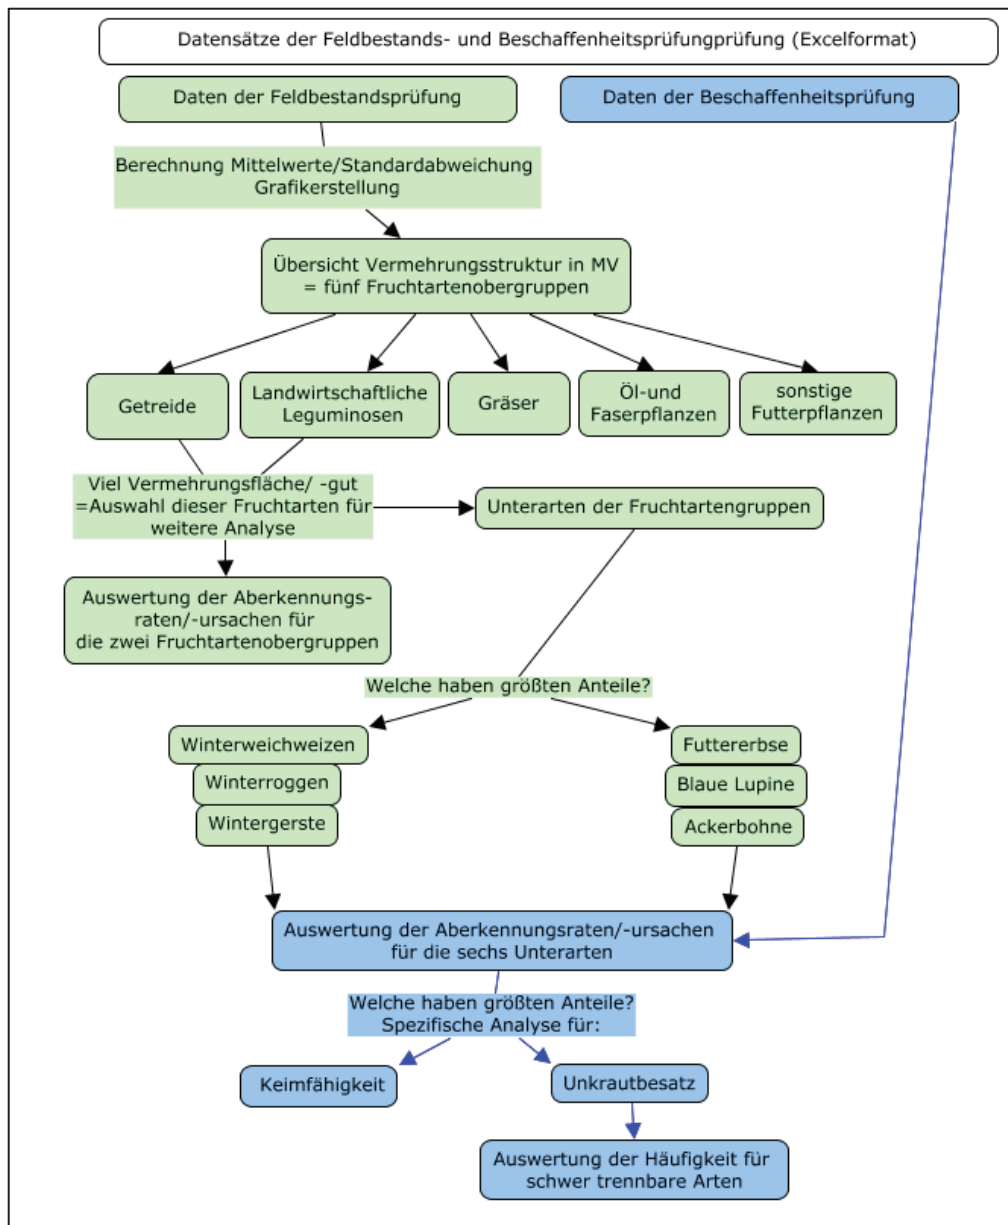 Datensätze der Feldbestands- und Beschaffenheitsprüfungprüfung (Excelformat)
Daten der Feldbestandsprüfung
Daten der Beschaffenheitsprüfung
Berechnung Mittelwerte/Standardabweichung
Grafikerstellung
Übersicht Vermehrungsstruktur in MV
= fünf Fruchtartenobergruppen
Getreide
Landwirtschaftliche
Leguminosen
Gräser
Öl-und
Faserpflanzen
sonstige
Futterpflanzen
Viel Vermehrungsfläche/ -gut
=Auswahl dieser Fruchtarten für
weitere Analyse
Unterarten der Fruchtartengruppen
Auswertung der Aberkennungs-
raten/-ursachen für
die zwei Fruchtartenobergruppen
Welche haben größten Anteile?
Winterweichweizen
Winterroggen
Wintergerste
Futtererbse
Blaue Lupine
Ackerbohne
Auswertung der Aberkennungsraten/-ursachen
für die sechs Unterarten
Welche haben größten Anteile?
Spezifische Analyse für:
Keimfähigkeit
Unkrautbesatz
Auswertung der Häufigkeit für
schwer trennbare Arten